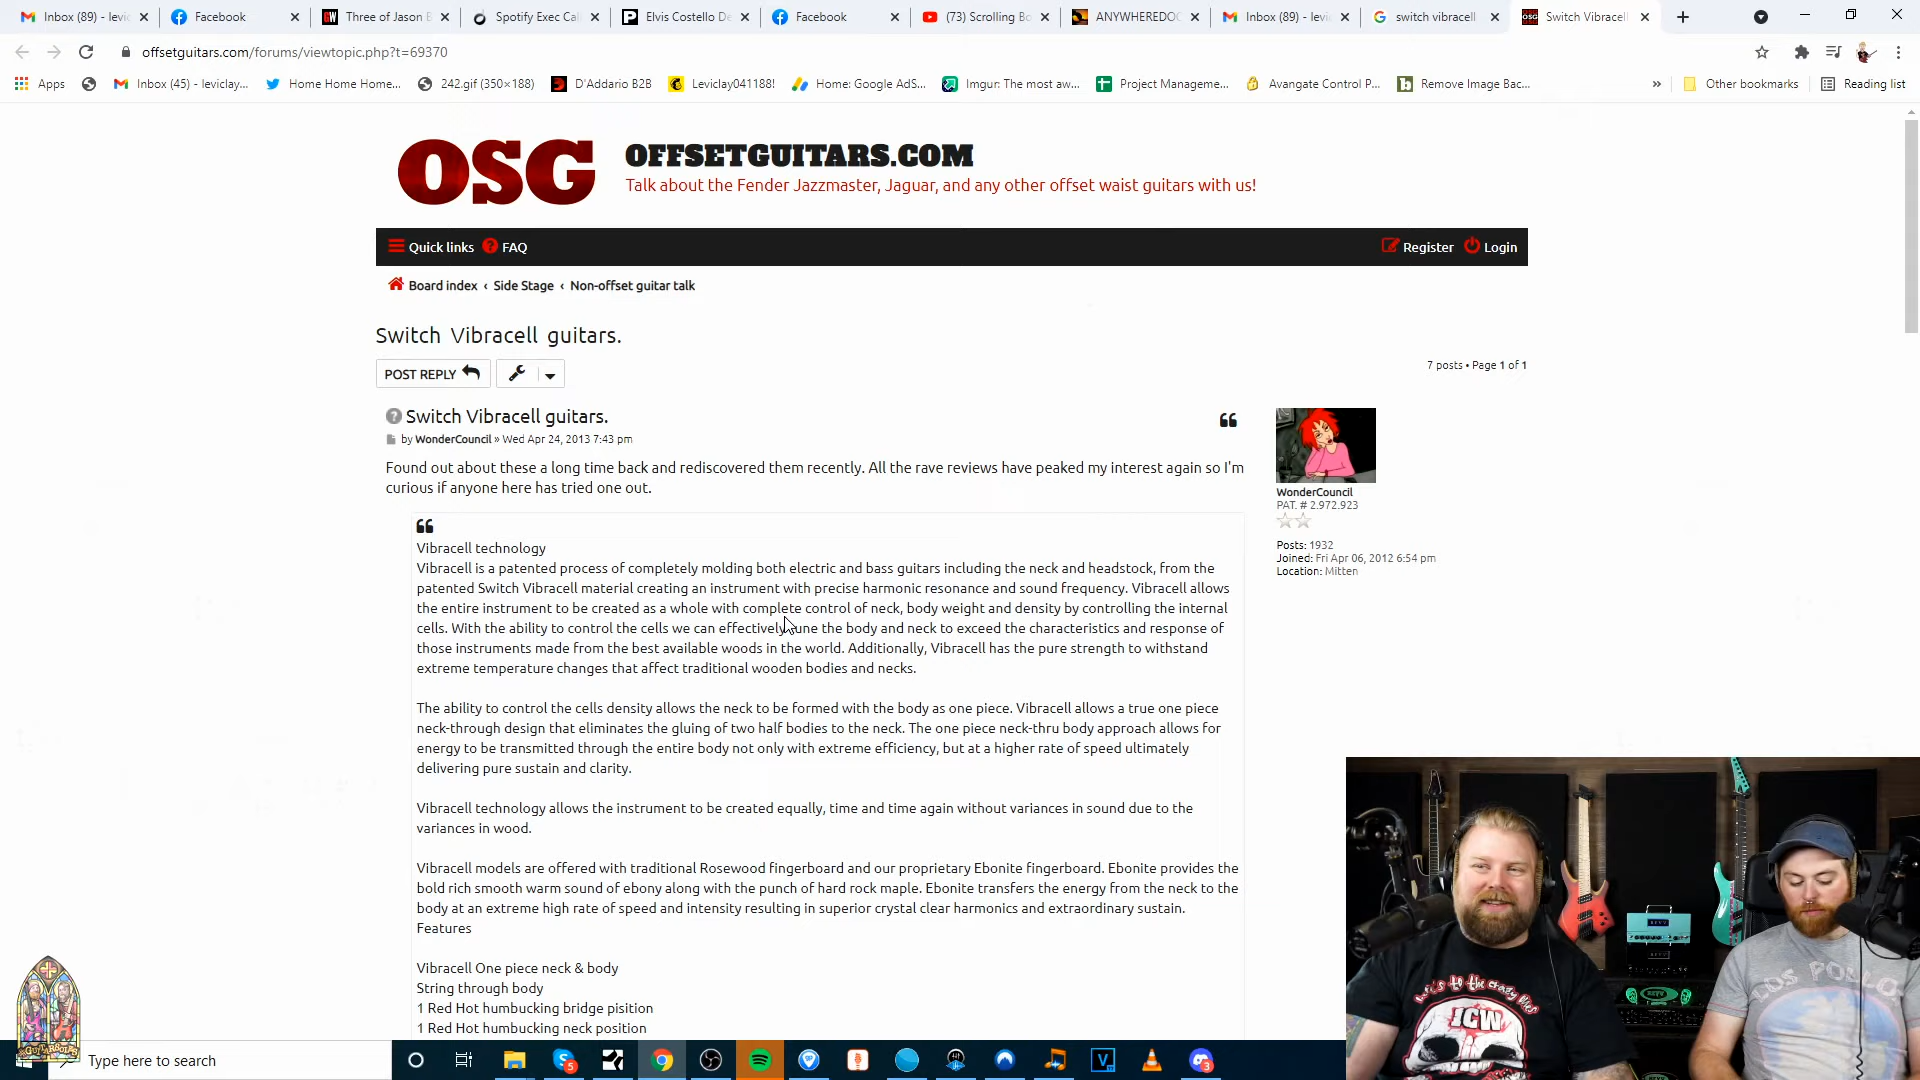 Inbox (89) - levic
Facebook
Three of Jason B
Spotify Exec Cal
Elvis Costello De
Facebook
(73) Scrolling Bo
ANYWHEREDOC
Inbox (89) - levic
switch vibracell
Switch Vibracell
offsetguitars.com/forums/viewtopic.php?t=69370
Apps
Inbox (45) - leviclay...
Home Home Home...
242.gif (350×188)
D'Addario B2B
Leviclay041188!
Home: Google AdS...
Imgur: The most aw...
Project Manageme...
Avangate Control P...
Remove Image Bac...
»
Other bookmarks
Reading list
OSG
OFFSETGUITARS.COM
Talk about the Fender Jazzmaster, Jaguar, and any other offset waist guitars with us!
Quick links
FAQ
Register
Login
Board index ‹ Side Stage ‹ Non-offset guitar talk
Switch Vibracell guitars.
POST REPLY
7 posts • Page 1 of 1
Switch Vibracell guitars.
by WonderCouncil » Wed Apr 24, 2013 7:43 pm
Found out about these a long time back and rediscovered them recently. All the rave reviews have peaked my interest again so I'm
curious if anyone here has tried one out.
WonderCouncil
PAT. # 2.972.923
Posts: 1932
Joined: Fri Apr 06, 2012 6:54 pm
Location: Mitten
Vibracell technology
Vibracell is a patented process of completely molding both electric and bass guitars including the neck and headstock, from the
patented Switch Vibracell material creating an instrument with precise harmonic resonance and sound frequency. Vibracell allows
the entire instrument to be created as a whole with complete control of neck, body weight and density by controlling the internal
cells. With the ability to control the cells we can effectively tune the body and neck to exceed the characteristics and response of
those instruments made from the best available woods in the world. Additionally, Vibracell has the pure strength to withstand
extreme temperature changes that affect traditional wooden bodies and necks.
The ability to control the cells density allows the neck to be formed with the body as one piece. Vibracell allows a true one piece
neck-through design that eliminates the gluing of two half bodies to the neck. The one piece neck-thru body approach allows for
energy to be transmitted through the entire body not only with extreme efficiency, but at a higher rate of speed ultimately
delivering pure sustain and clarity.
Vibracell technology allows the instrument to be created equally, time and time again without variances in sound due to the
variances in wood.
Vibracell models are offered with traditional Rosewood fingerboard and our proprietary Ebonite fingerboard. Ebonite provides the
bold rich smooth warm sound of ebony along with the punch of hard rock maple. Ebonite transfers the energy from the neck to the
body at an extreme high rate of speed and intensity resulting in superior crystal clear harmonics and extraordinary sustain.
Features
Vibracell One piece neck & body
String through body
1 Red Hot humbucking bridge pisition
1 Red Hot humbucking neck position
ICW
Type here to search